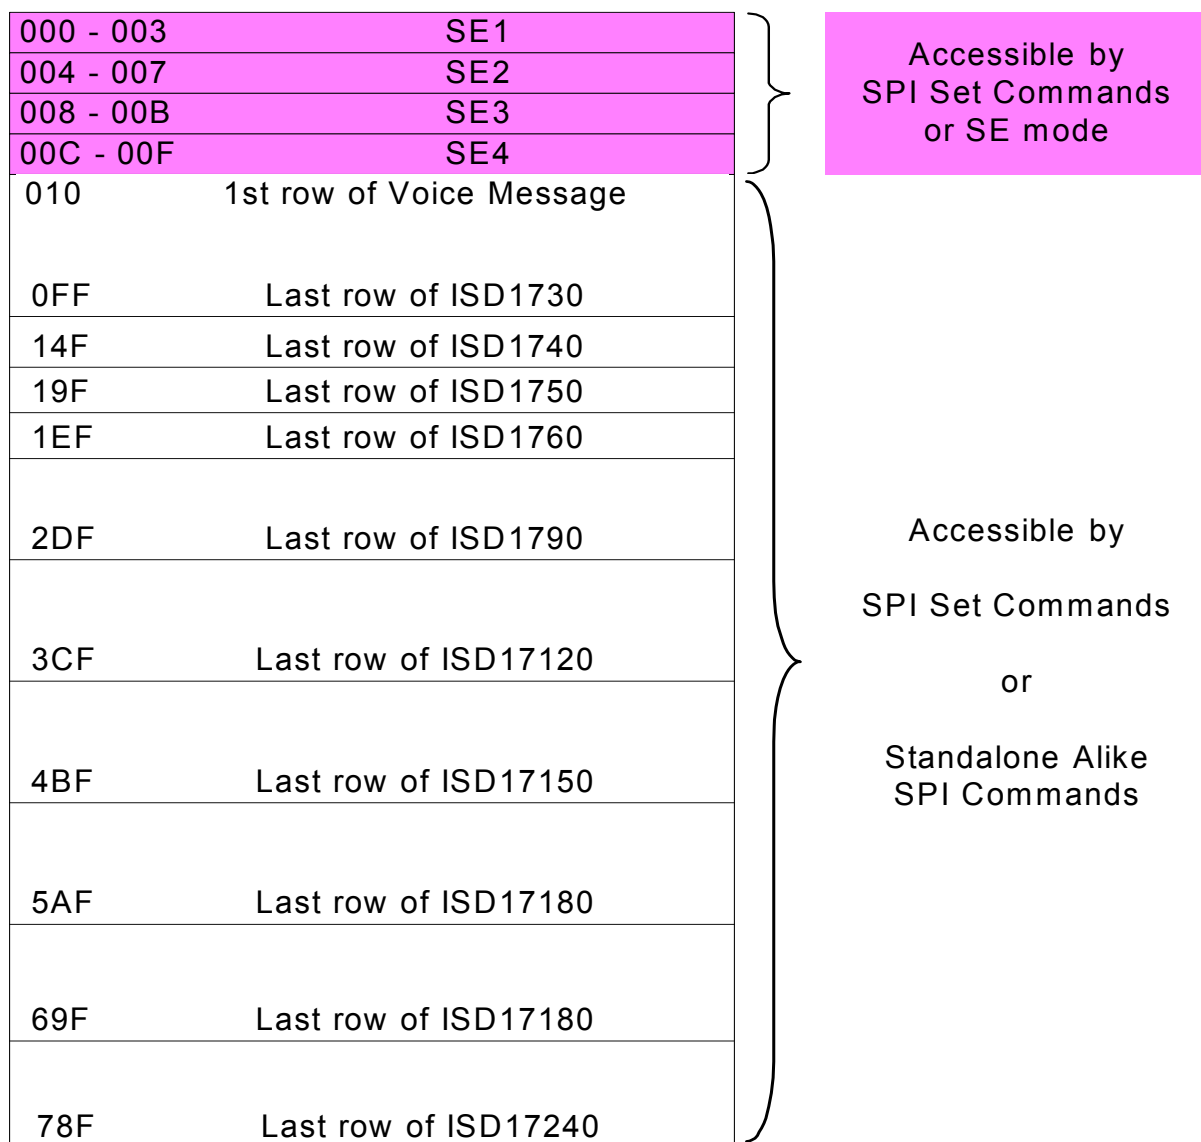 000 - 003 SE1
004 - 007 SE2
008 - 00B SE3
00C - 00F SE4
Accessible by
SPI Set Commands
or SE mode
010 1st row of Voice Message
0FF Last row of ISD1730
14F Last row of ISD1740
19F Last row of ISD1750
1EF Last row of ISD1760
2DF Last row of ISD1790
3CF Last row of ISD17120
4BF Last row of ISD17150
5AF Last row of ISD17180
69F Last row of ISD17180
78F Last row of ISD17240
Accessible by
SPI Set Commands
or
Standalone Alike
SPI Commands